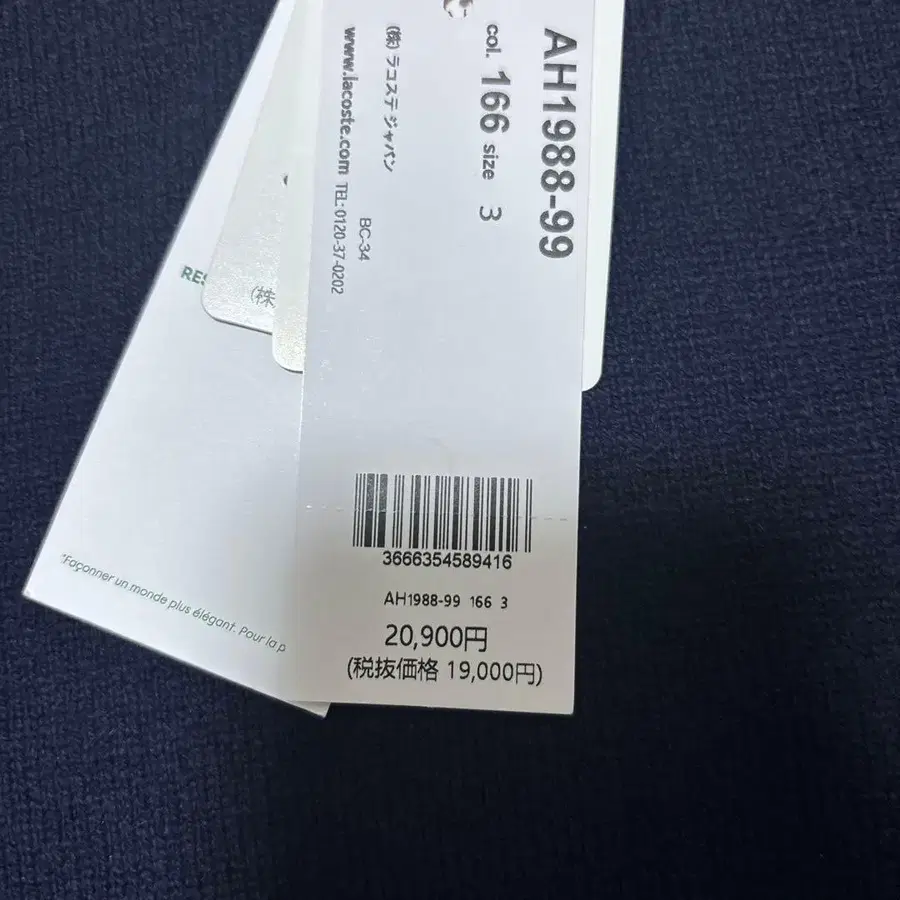 AH1988-99
col. 166 size 3
(株) ラコステ ジャパン
BC-34
www.lacoste.com TEL: 0120-37-0202
3666354589416
AH1988-99 166 3
20,900円
(税抜価格 19,000円)
(株
"Façonner un monde plus élégant. Pour la p